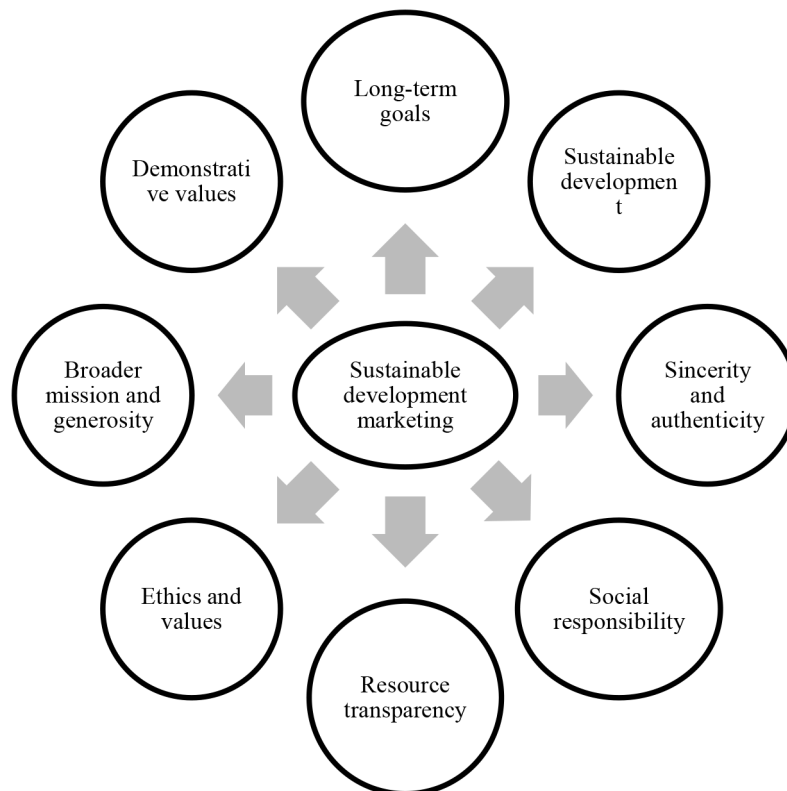 Long-term
goals
Sustainable
developmen
t
Sincerity
and
authenticity
Social
responsibility
Resource
transparency
Ethics and
values
Broader
mission and
generosity
Demonstrati
ve values
Sustainable
development
marketing